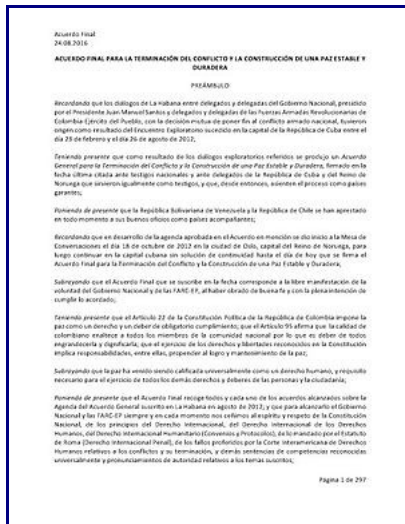 Acuerdo Final
24.08.2016
ACUERDO FINAL PARA LA TERMINACIÓN DEL CONFLICTO Y LA CONSTRUCCIÓN DE UNA PAZ ESTABLE Y
DURADERA
PREÁMBULO
Recordando que los diálogos de La Habana entre delegados y delegadas del Gobierno Nacional, presidido
por el Presidente Juan Manuel Santos y delegados y delegadas de las Fuerzas Armadas Revolucionarias de
Colombia-Ejército del Pueblo, con la decisión mutua de poner fin al conflicto armado nacional, tuvieron
origen como resultado del Encuentro Exploratorio sucedido en la capital de la República de Cuba entre el
día 23 de febrero y el día 26 de agosto de 2012;
Teniendo presente que como resultado de los diálogos exploratorios referidos se produjo un Acuerdo
General para la Terminación del Conflicto y la Construcción de una Paz Estable y Duradera, firmado en la
fecha última citada ante testigos nacionales y ante delegados de la República de Cuba y del Reino de
Noruega que sirvieron igualmente como testigos, y que, desde entonces, asienten el proceso como países
garantes;
Poniendo de presente que la República Bolivariana de Venezuela y la República de Chile se han aprestado
en todo momento a sus buenos oficios como países acompañantes;
Recordando que en desarrollo de la agenda aprobada en el Acuerdo en mención se dio inicio a la Mesa de
Conversaciones el día 18 de octubre de 2012 en la ciudad de Oslo, capital del Reino de Noruega, para
luego continuar en la capital cubana sin solución de continuidad hasta el día de hoy que se firma el
Acuerdo Final para la Terminación del Conflicto y la Construcción de una Paz Estable y Duradera;
Subrayando que el Acuerdo Final que se suscribe en la fecha corresponde a la libre manifestación de la
voluntad del Gobierno Nacional y de las FARC-EP, al haber obrado de buena fe y con la plena intención de
cumplir lo acordado;
Teniendo presente que el Artículo 22 de la Constitución Política de la República de Colombia impone la
paz como un derecho y un deber de obligatorio cumplimiento; que el Artículo 95 afirma que la calidad de
colombiano enaltece a todos los miembros de la comunidad nacional por lo que es deber de todos
engrandecerla y dignificarla; que el ejercicio de los derechos y libertades reconocidos en la Constitución
implica responsabilidades, entre ellas, propender al logro y mantenimiento de la paz;
Subrayando que la paz ha venido siendo calificada universalmente como un derecho humano, y requisito
necesario para el ejercicio de todos los demás derechos y deberes de las personas y la ciudadanía;
Poniendo de presente que el Acuerdo Final recoge todos y cada uno de los acuerdos alcanzados sobre la
Agenda del Acuerdo General suscrito en La Habana en agosto de 2012; y que para alcanzarlo el Gobierno
Nacional y las FARC-EP siempre y en cada momento nos ceñimos al espíritu y respeto de la Constitución
Nacional, de los principios del Derecho Internacional, del Derecho Internacional de los Derechos
Humanos, del Derecho Internacional Humanitario (Convenios y Protocolos), de lo mandado por el Estatuto
de Roma (Derecho Internacional Penal), de los fallos proferidos por la Corte Interamericana de Derechos
Humanos relativos a los conflictos y su terminación, y demás sentencias de competencias reconocidas
universalmente y pronunciamientos de autoridad relativos a los temas suscritos;
Página 1 de 297